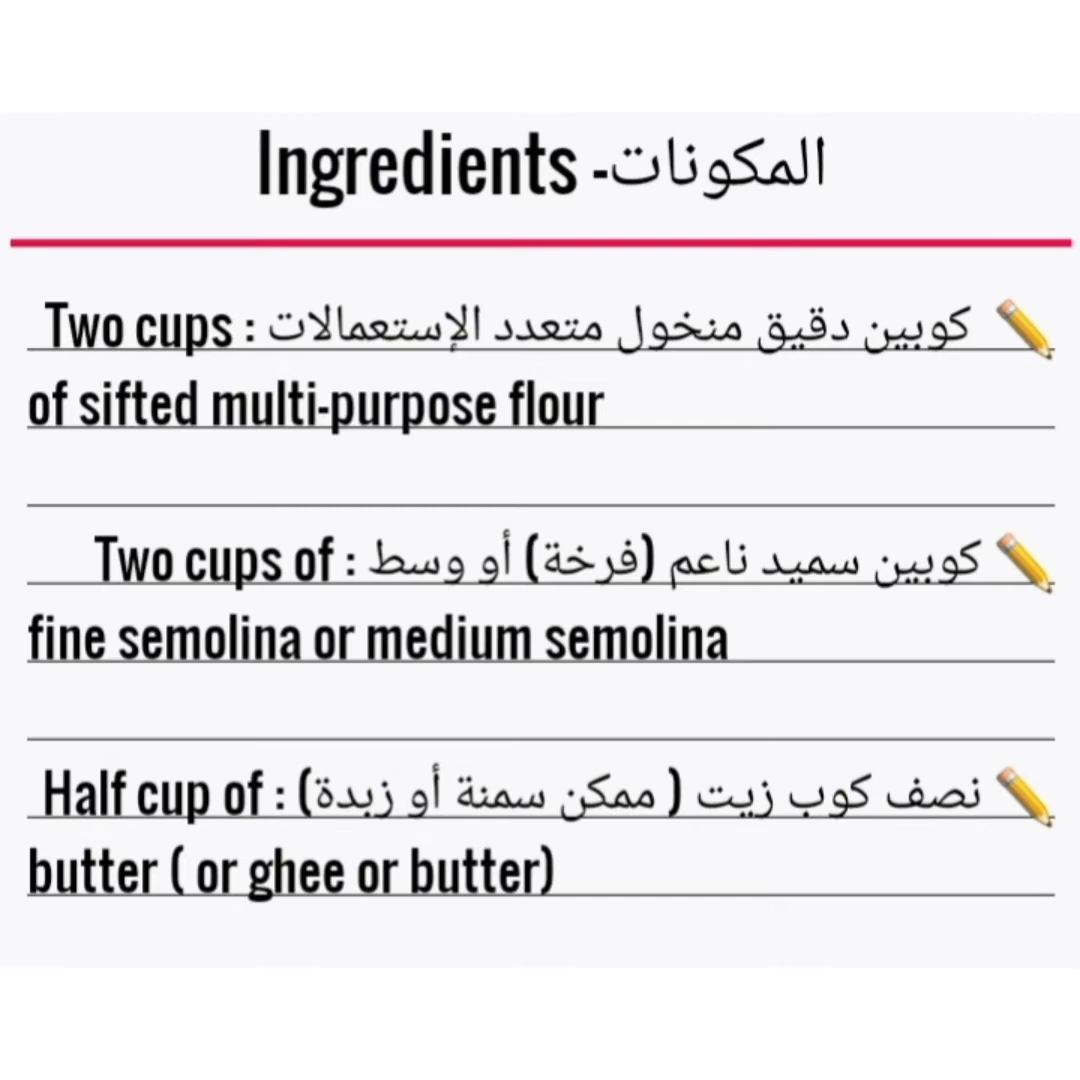 Ingredients -المكونات
✏️ كوبين دقيق منخول متعدد الإستعمالات : Two cups
of sifted multi-purpose flour
✏️ كوبين سميد ناعم (فرخة) أو وسط : Two cups of
fine semolina or medium semolina
✏️ نصف كوب زيت ( ممكن سمنة أو زبدة) : Half cup of
butter ( or ghee or butter)